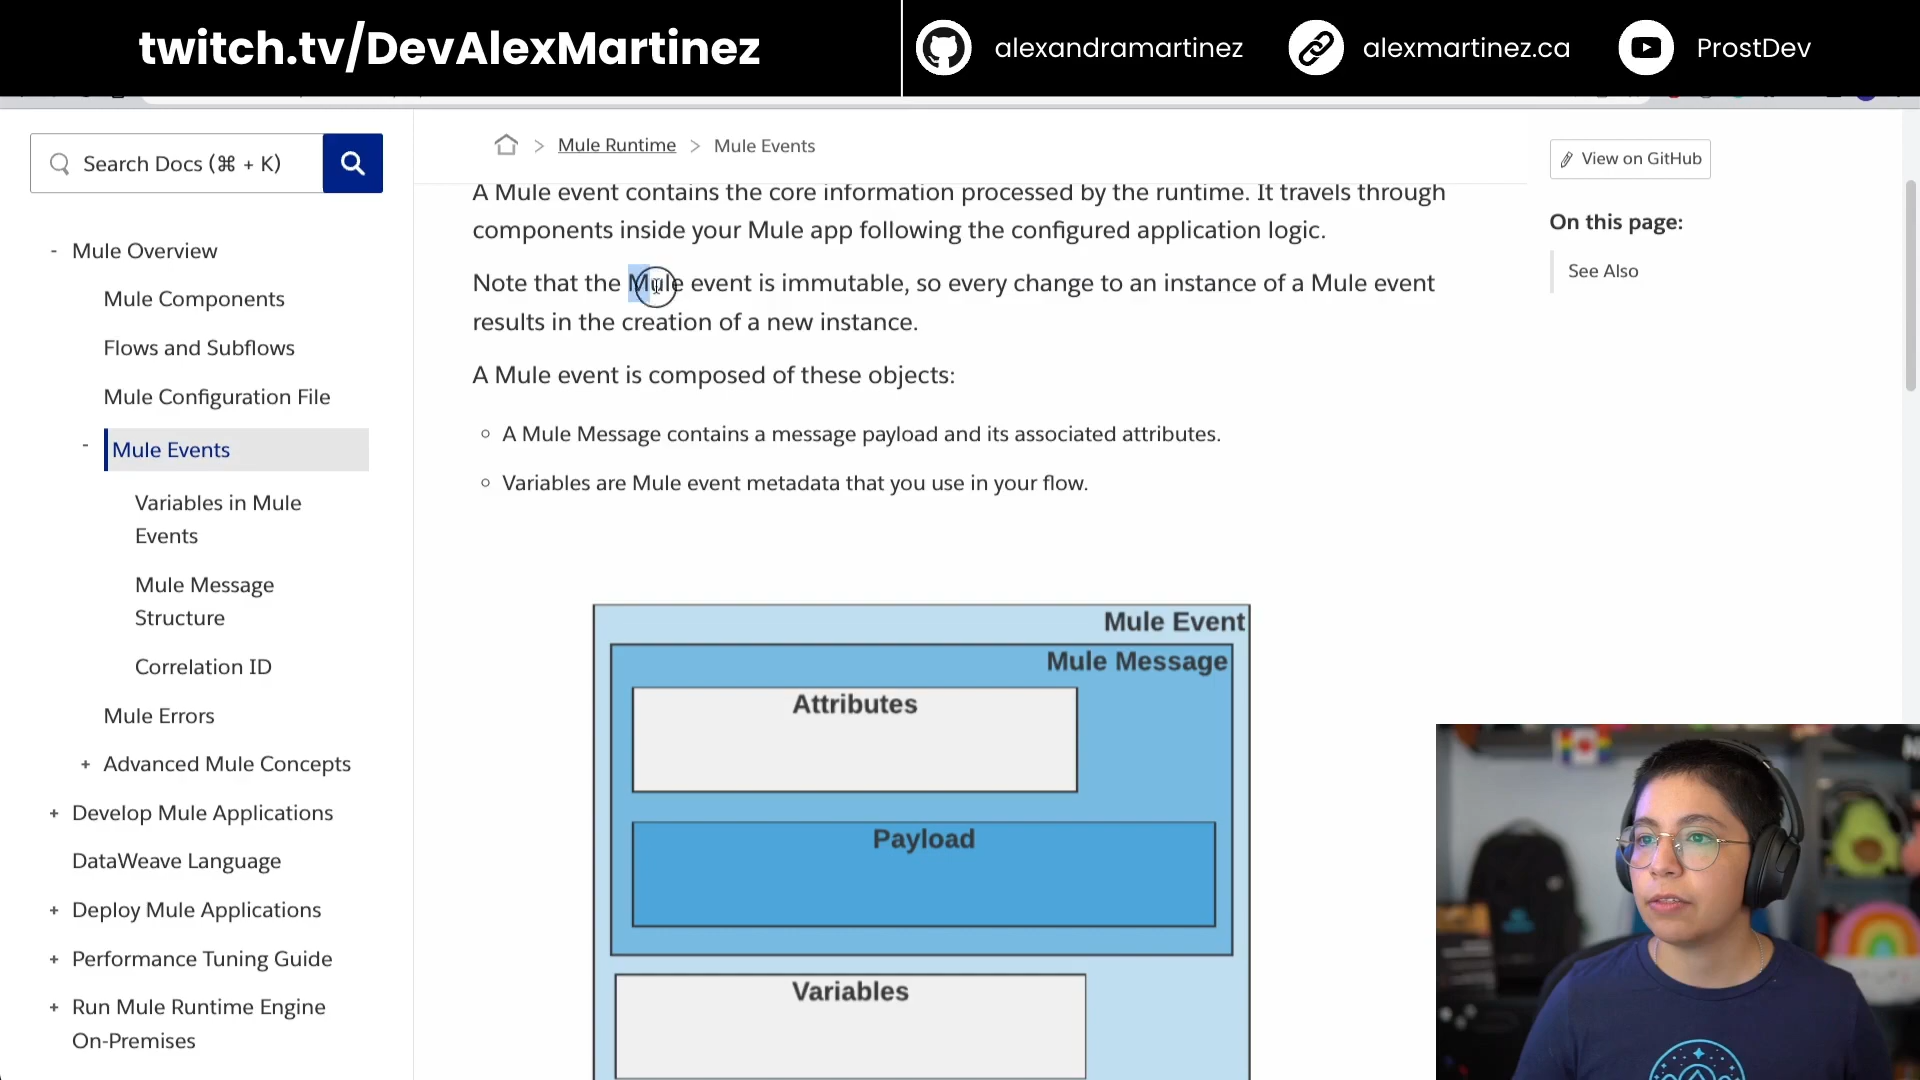 twitch.tv/DevAlexMartinez
alexandramartinez
alexmartinez.ca
ProstDev
Search Docs (⌘ + K)
> Mule Runtime > Mule Events
View on GitHub
On this page:
See Also
- Mule Overview
Mule Components
Flows and Subflows
Mule Configuration File
- Mule Events
Variables in Mule
Events
Mule Message
Structure
Correlation ID
Mule Errors
+ Advanced Mule Concepts
+ Develop Mule Applications
DataWeave Language
+ Deploy Mule Applications
+ Performance Tuning Guide
+ Run Mule Runtime Engine
On-Premises
A Mule event contains the core information processed by the runtime. It travels through
components inside your Mule app following the configured application logic.
Note that the Mule event is immutable, so every change to an instance of a Mule event
results in the creation of a new instance.
A Mule event is composed of these objects:
A Mule Message contains a message payload and its associated attributes.
Variables are Mule event metadata that you use in your flow.
Mule Event
Mule Message
Attributes
Payload
Variables